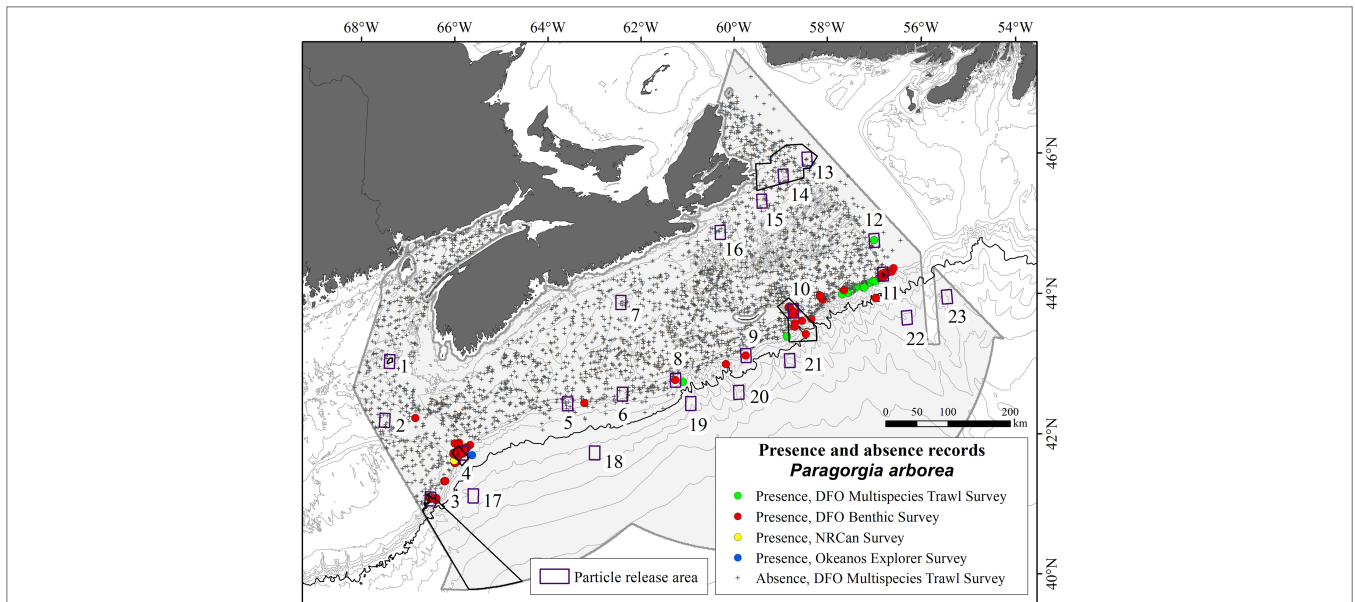 68°W 66°W 64°W 62°W 60°W 58°W 56°W 54°W
46°N
13
14
15
12
16
44°N
10
11
7
23
22
9
1
8
21
20
5
6
19
2
0 50 100 200
km
42°N
4
18
3
17
Presence and absence records
Paragorgia arborea
Presence, DFO Multispecies Trawl Survey
Presence, DFO Benthic Survey
Presence, NRCan Survey
Presence, Okeanos Explorer Survey
Absence, DFO Multispecies Trawl Survey
Particle release area
40°N